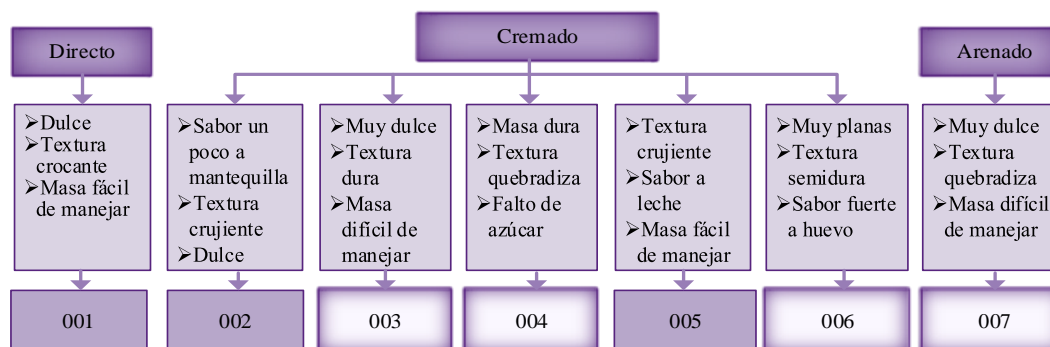 Directo
Cremado
Arenado
➢Dulce
➢Textura
crocante
➢Masa fácil
de manejar
➢Sabor un
poco a
mantequilla
➢Textura
crujiente
➢Dulce
➢Muy dulce
➢Textura
dura
➢Masa
difícil de
manejar
➢Masa dura
➢Textura
quebradiza
➢Falto de
azúcar
➢Textura
crujiente
➢Sabor a
leche
➢Masa fácil
de manejar
➢Muy planas
➢Textura
semidura
➢Sabor fuerte
a huevo
➢Muy dulce
➢Textura
quebradiza
➢Masa difícil
de manejar
001
002
003
004
005
006
007